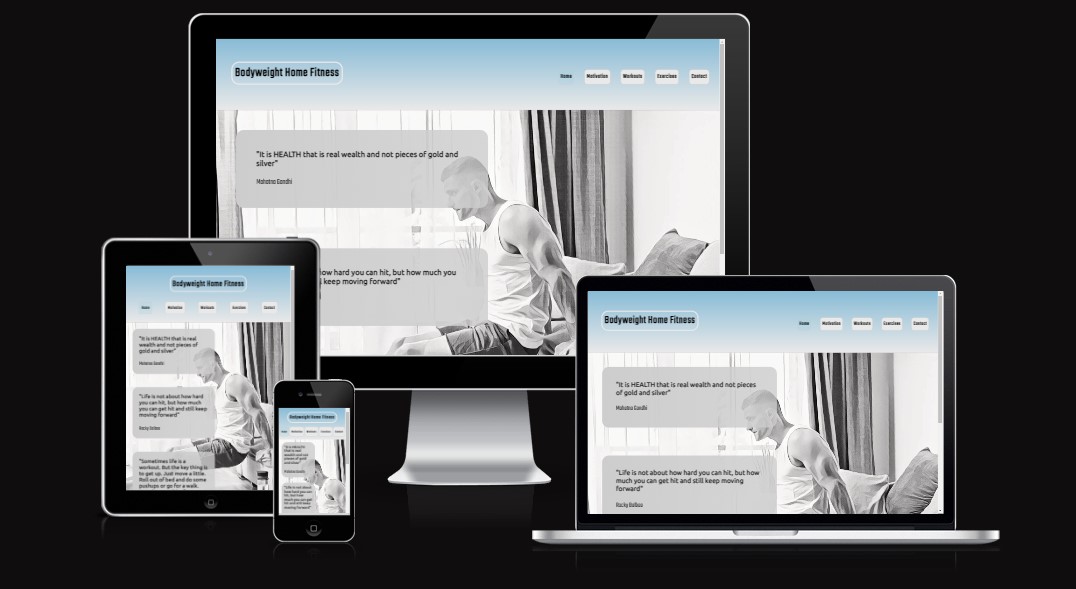 Bodyweight Home Fitness
Home Motivation Workouts Exercises Contact
"It is HEALTH that is real wealth and not pieces of gold and
silver"
Mahatna Gandhi
how hard you can hit, but how much you
keep moving forward"
Bodyweight Home Fitness
Home Motivation Workouts Exercises Contact
"It is HEALTH that is real
wealth and not pieces of
gold and silver"
Mahatna Gandhi
"Life is not about how hard
you can hit, but how much
you can get hit and still keep
moving forward"
Rocky Balboa
"Sometimes life is a
workout. But the key thing is
to get up. Just move a little.
Roll out of bed and do some
pushups or go for a walk.
Bodyweight Home Fitness
Home Motivation Workouts Exercises Contact
"It is HEALTH
that is real
wealth and not
pieces of gold
and silver"
Mahatna Gandhi
"Life is not about
how hard you can
hit, but how
much you can get
hit and still keep
moving forward"
Bodyweight Home Fitness
Home Motivation Workouts Exercises Contact
"It is HEALTH that is real wealth and not pieces
of gold and silver"
Mahatna Gandhi
"Life is not about how hard you can hit, but how
much you can get hit and still keep moving
forward"
Rocky Balboa